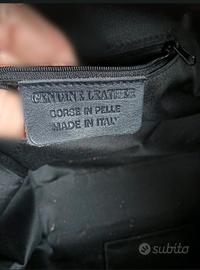 GENUINE LEATHER
BORSE IN PELLE
MADE IN ITALY
subito